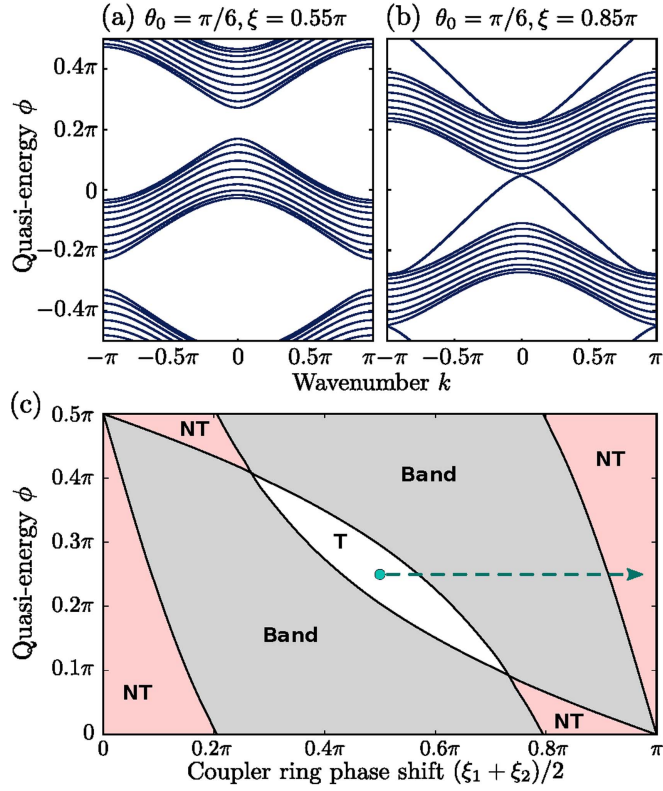 (a) θ₀ = π/6, ξ = 0.55π
(b) θ₀ = π/6, ξ = 0.85π
Quasi-energy ϕ
0.4π
0.2π
0
-0.2π
-0.4π
-π -0.5π 0 0.5π π
-π -0.5π 0 0.5π π
Wavenumber k
(c)
Quasi-energy ϕ
0.5π
0.4π
0.3π
0.2π
0.1π
0
NT
Band
NT
T
Band
NT
NT
0 0.2π 0.4π 0.6π 0.8π π
Coupler ring phase shift (ξ₁ + ξ₂)/2